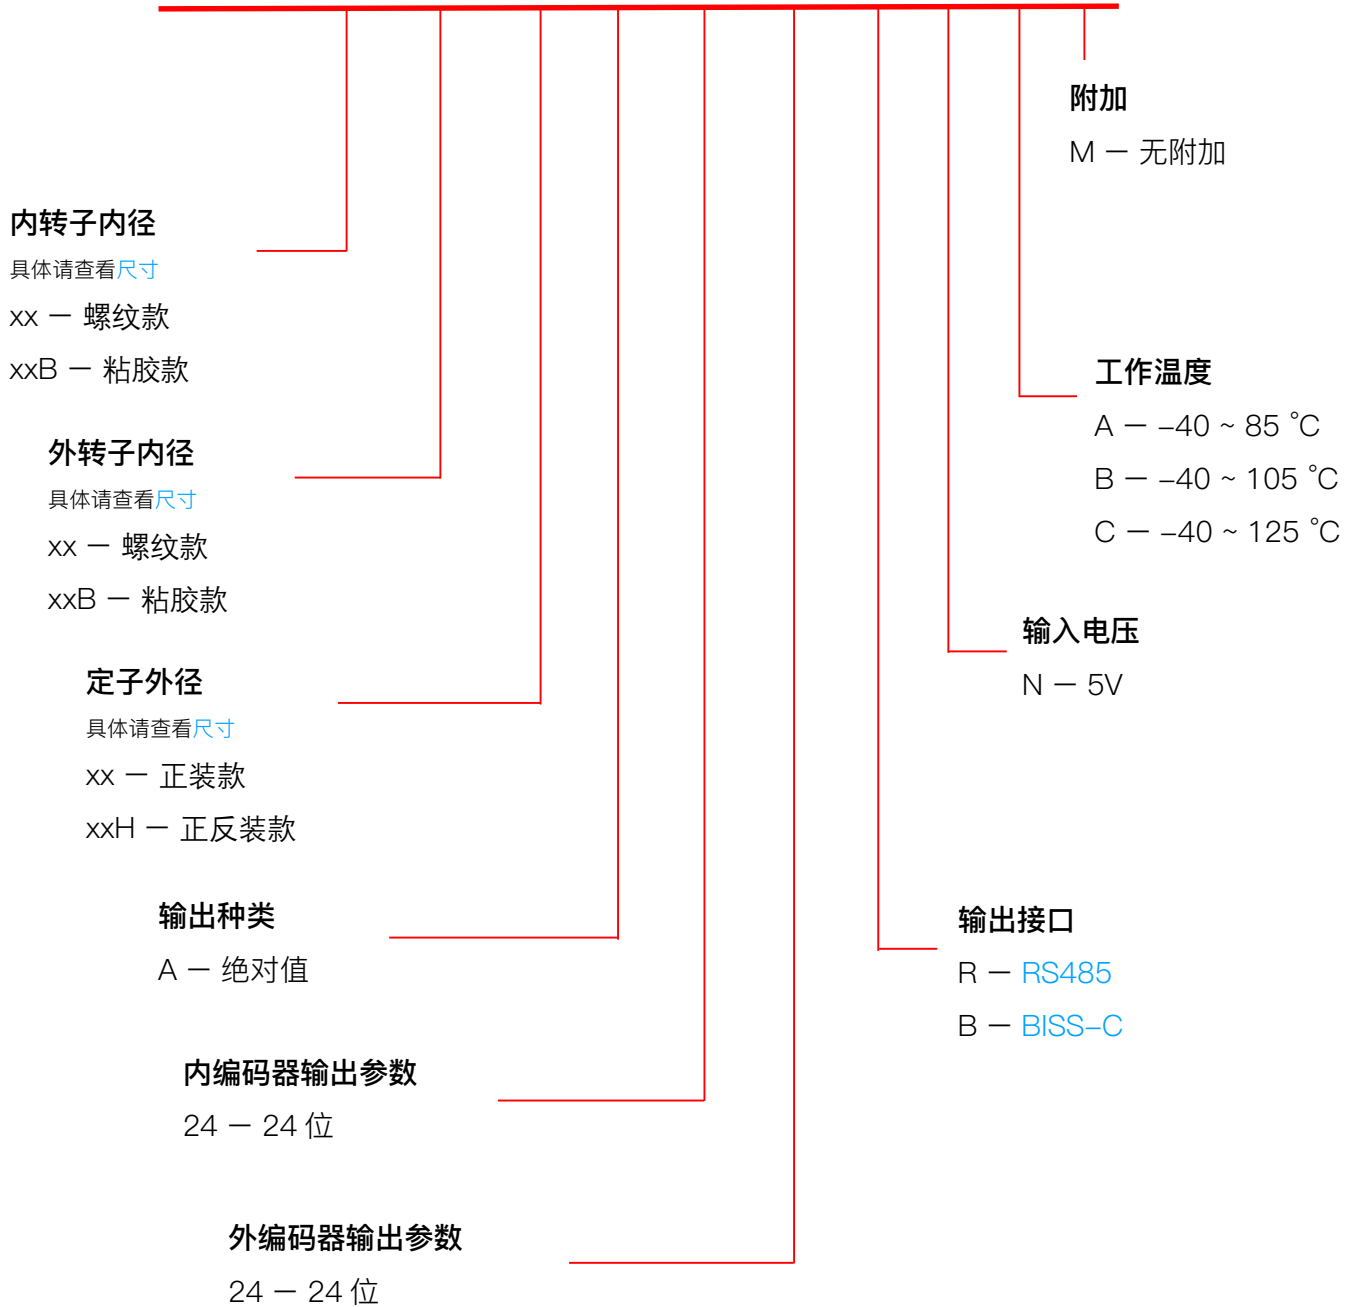 附加
M — 无附加
内转子内径
具体请查看尺寸
xx — 螺纹款
xxB — 粘胶款
外转子内径
具体请查看尺寸
xx — 螺纹款
xxB — 粘胶款
定子外径
具体请查看尺寸
xx — 正装款
xxH — 正反装款
输出种类
A — 绝对值
内编码器输出参数
24 — 24 位
外编码器输出参数
24 — 24 位
工作温度
A — -40 ~ 85 °C
B — -40 ~ 105 °C
C — -40 ~ 125 °C
输入电压
N — 5V
输出接口
R — RS485
B — BISS-C